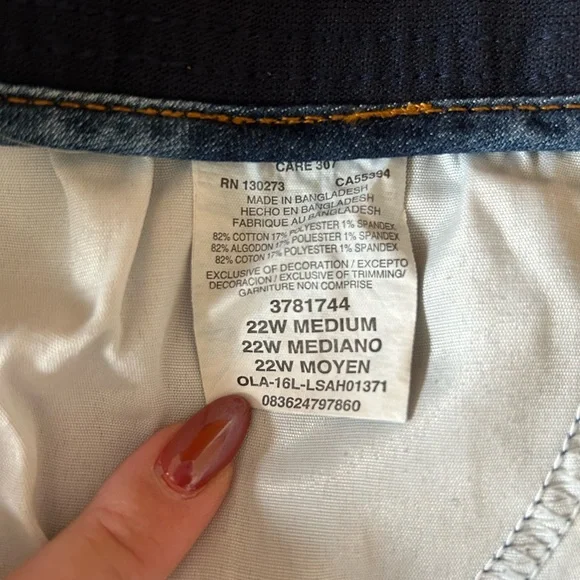 CARE 307
RN 130273 CA55394
MADE IN BANGLADESH
HECHO EN BANGLADESH
FABRIQUE AU BANGLADESH
82% COTTON 17% POLYESTER 1% SPANDEX
82% ALGODON 17% POLIESTER 1% SPANDEX
82% COTON 17% POLYESTER 1% SPANDEX
EXCLUSIVE OF DECORATION / EXCEPTO
DECORACION / EXCLUSIVE OF TRIMMING/
GARNITURE NON COMPRISE
3781744
22W MEDIUM
22W MEDIANO
22W MOYEN
OLA-16L-LSAH01371
083624797860